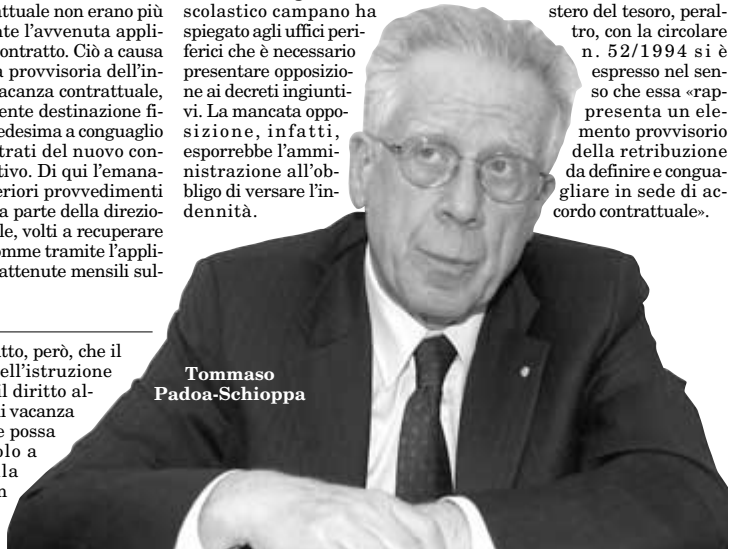 attuale non erano più
te l'avvenuta appli-
ontratto. Ciò a causa
provvisoria dell'in-
acanza contrattuale,
ente destinazione fi-
edesima a conguaglio
trati del nuovo con-
tivo. Di qui l'emana-
eriori provvedimenti
a parte della direzio-
le, volti a recuperare
omme tramite l'appli-
attenute mensili sul-
tto, però, che il
ell'istruzione
il diritto al-
i vacanza
e possa
olo a
la
n
scolastico campano ha
spiegato agli uffici peri-
ferici che è necessario
presentare opposizio-
ne ai decreti ingiunti-
vi. La mancata oppo-
sizione, infatti,
esporrebbe l'ammi-
nistrazione all'ob-
bligo di versare l'in-
dennità.
stero del tesoro, peral-
tro, con la circolare
n. 52/1994 si è
espresso nel sen-
so che essa «rap-
presenta un ele-
mento provvisorio
della retribuzione
da definire e congua-
gliare in sede di ac-
cordo contrattuale».
Tommaso
Padoa-Schioppa